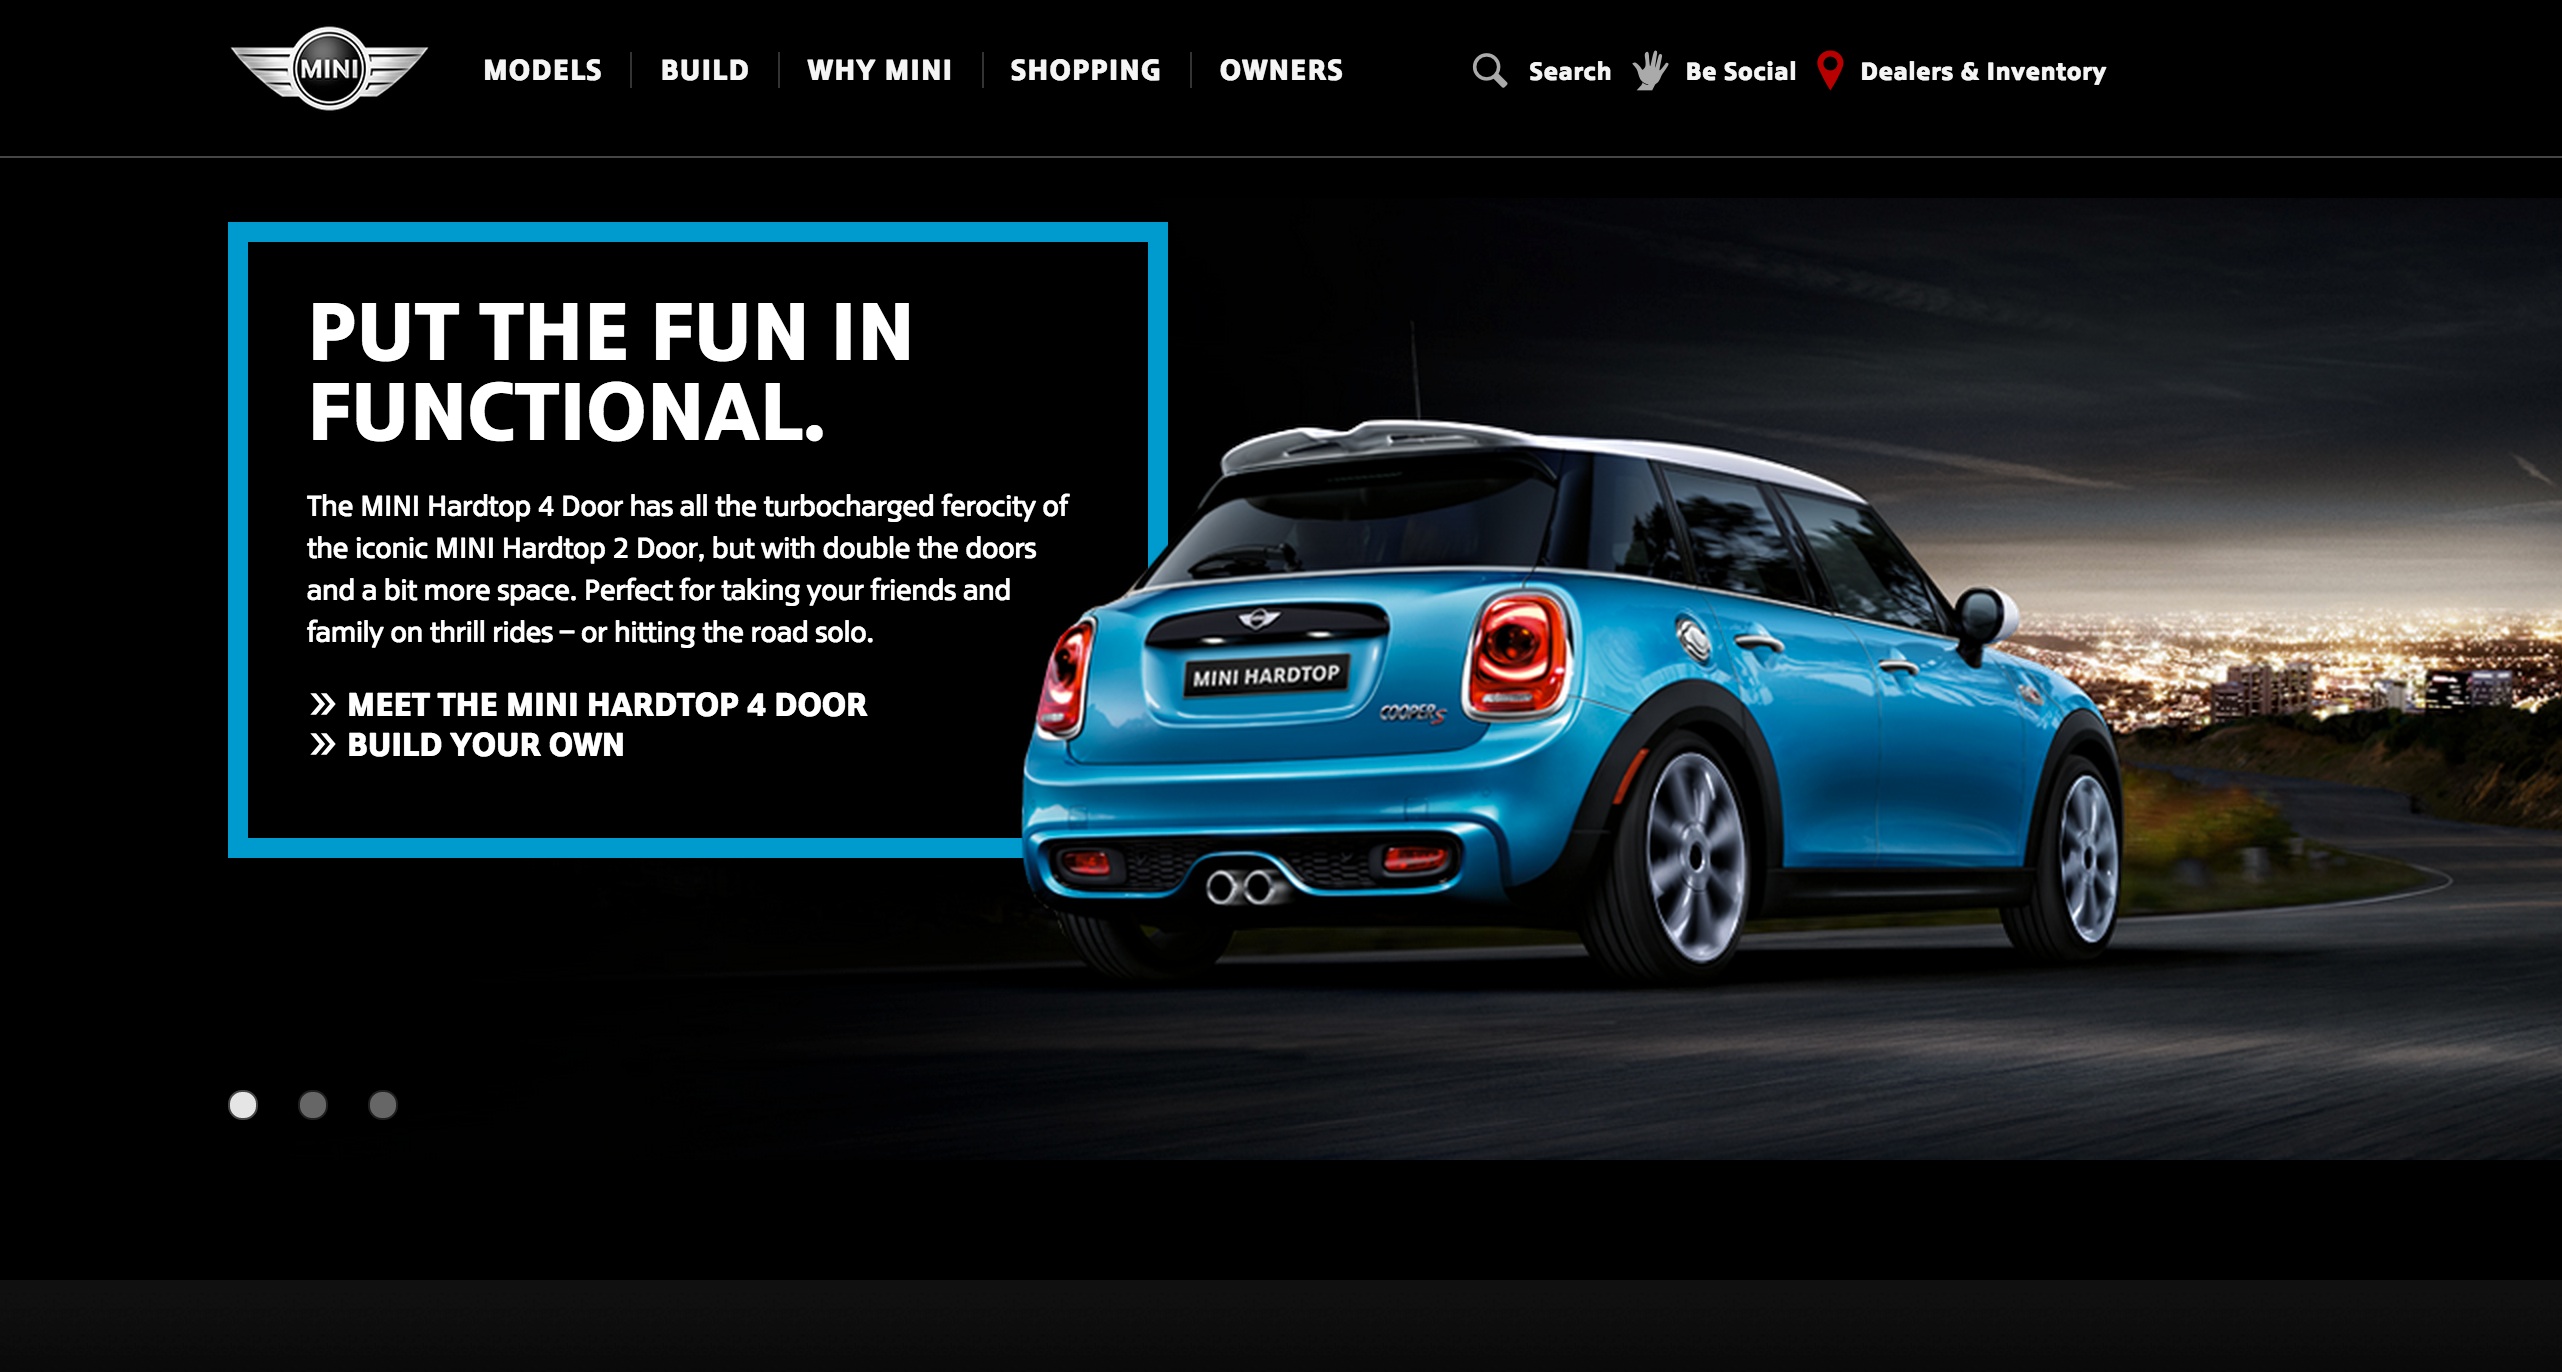 MINI
MODELS
BUILD
WHY MINI
SHOPPING
OWNERS
Search
Be Social
Dealers & Inventory
PUT THE FUN IN
FUNCTIONAL.
The MINI Hardtop 4 Door has all the turbocharged ferocity of
the iconic MINI Hardtop 2 Door, but with double the doors
and a bit more space. Perfect for taking your friends and
family on thrill rides – or hitting the road solo.
» MEET THE MINI HARDTOP 4 DOOR
» BUILD YOUR OWN
MINI HARDTOP
COOPER S